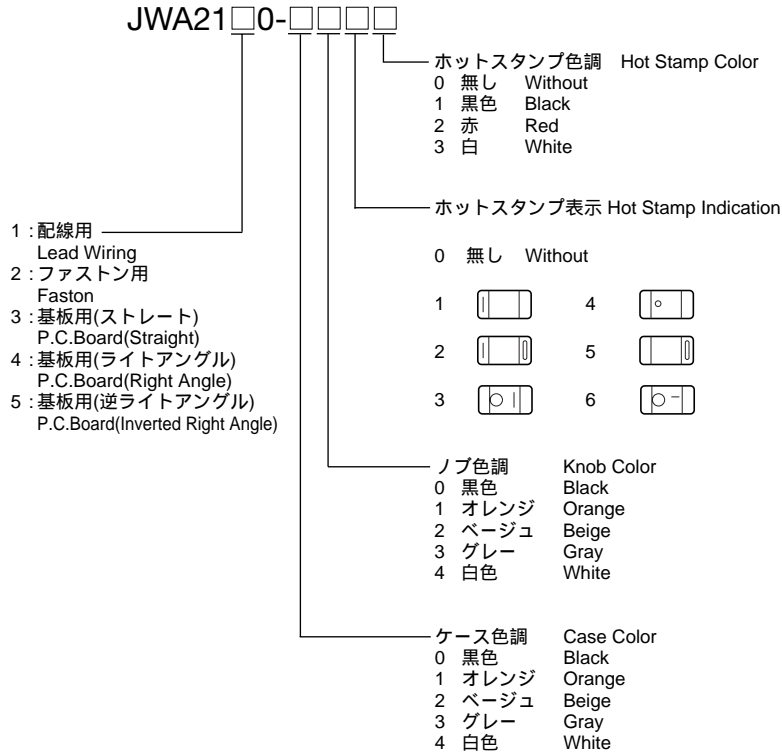 JWA21□0-□□□□
ホットスタンプ色調 Hot Stamp Color
0 無し Without
1 黒色 Black
2 赤 Red
3 白 White
ホットスタンプ表示 Hot Stamp Indication
0 無し Without
1 4
2 5
3 6
1 : 配線用
Lead Wiring
2 : ファストン用
Faston
3 : 基板用(ストレート)
P.C.Board(Straight)
4 : 基板用(ライトアングル)
P.C.Board(Right Angle)
5 : 基板用(逆ライトアングル)
P.C.Board(Inverted Right Angle)
ノブ色調 Knob Color
0 黒色 Black
1 オレンジ Orange
2 ベージュ Beige
3 グレー Gray
4 白色 White
ケース色調 Case Color
0 黒色 Black
1 オレンジ Orange
2 ベージュ Beige
3 グレー Gray
4 白色 White